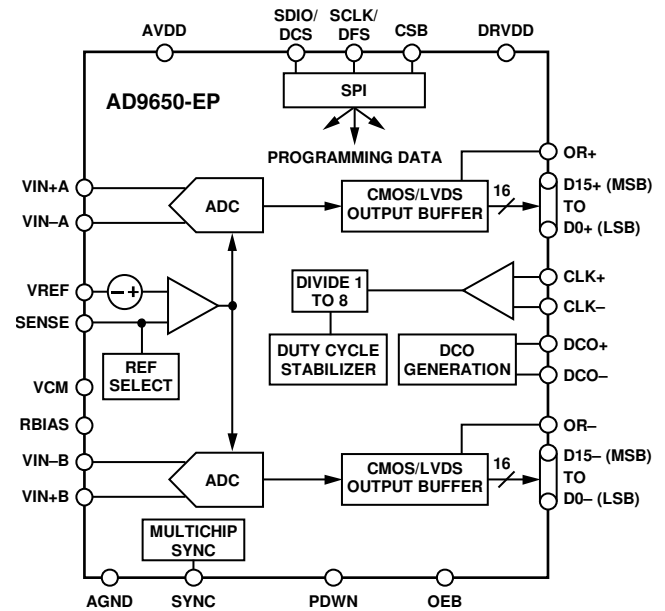 AVDD
SDIO/
DCS
SCLK/
DFS
CSB
DRVDD
AD9650-EP
SPI
PROGRAMMING DATA
OR+
VIN+A
VIN–A
ADC
CMOS/LVDS
OUTPUT BUFFER
16
D15+ (MSB)
TO
D0+ (LSB)
VREF
– +
SENSE
REF
SELECT
DIVIDE 1
TO 8
DUTY CYCLE
STABILIZER
CLK+
CLK–
DCO
GENERATION
DCO+
DCO–
VCM
RBIAS
OR–
VIN–B
VIN+B
ADC
CMOS/LVDS
OUTPUT BUFFER
16
D15– (MSB)
TO
D0– (LSB)
MULTICHIP
SYNC
AGND
SYNC
PDWN
OEB